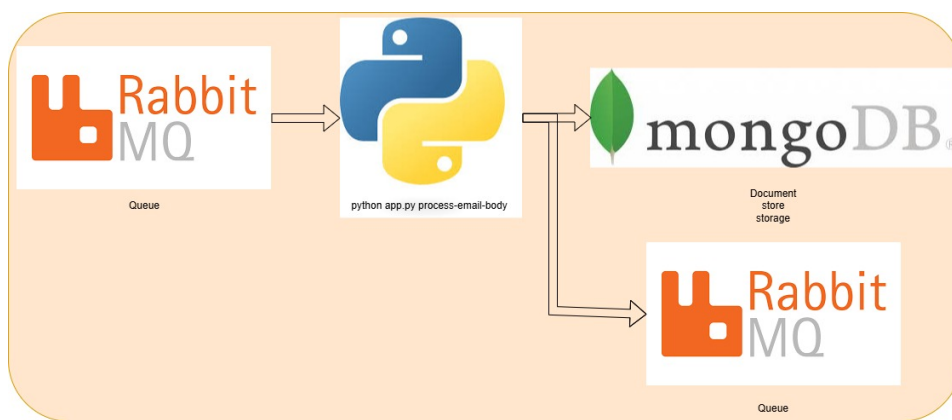 Rabbit
MQ
Queue
python app.py process-email-body
mongoDB®
Document
store
storage
Rabbit
MQ
Queue